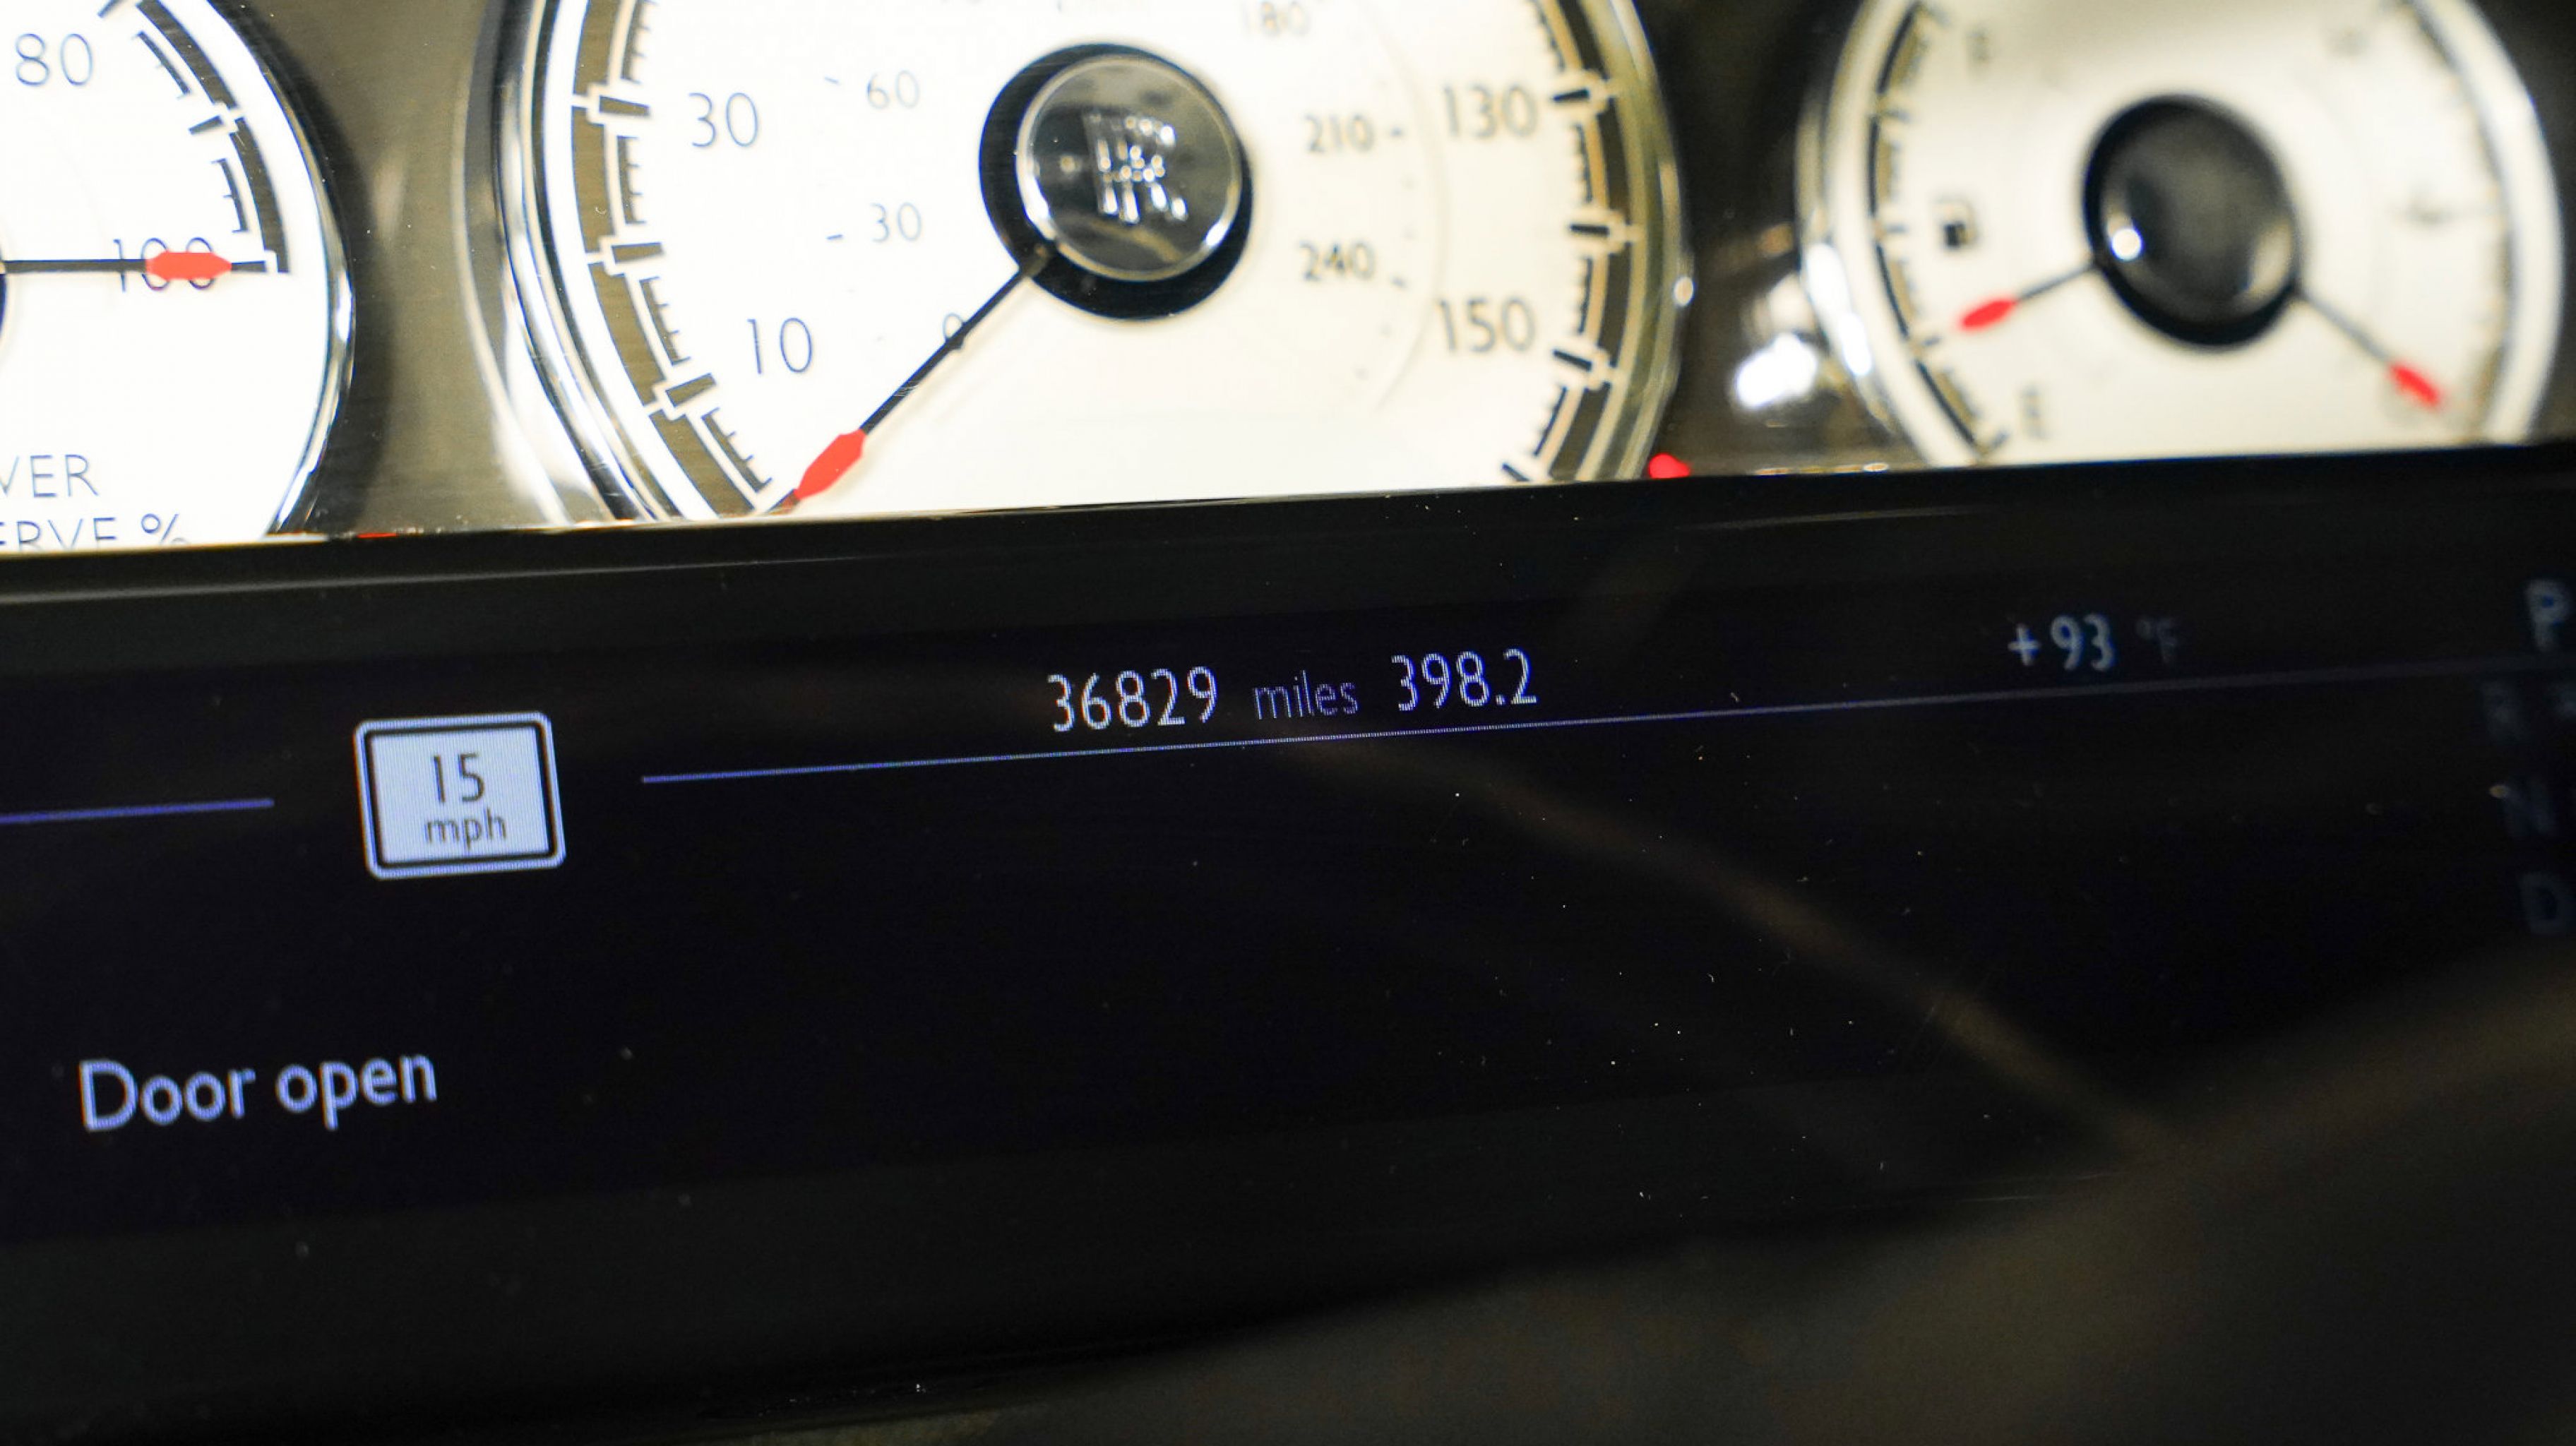 80
100
VER
ERVE %
180
30
60
130
210
30
240
10
0
150
E
36829 miles 398.2
+93 °F
P
R
N
D
15
mph
Door open